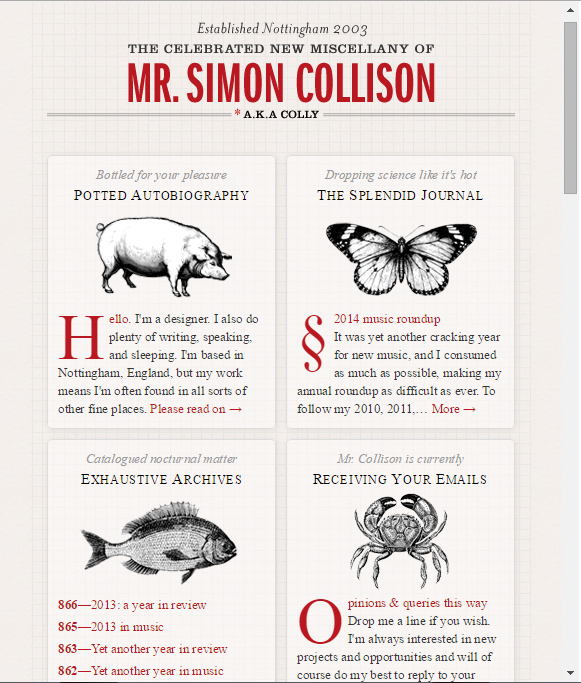 Established Nottingham 2003
THE CELEBRATED NEW MISCELLANY OF
MR. SIMON COLLISON
* A.K.A COLLY
Bottled for your pleasure
POTTED AUTOBIOGRAPHY
Hello. I'm a designer. I also do
plenty of writing, speaking,
and sleeping. I'm based in
Nottingham, England, but my work
means I'm often found in all sorts of
other fine places. Please read on →
Dropping science like it's hot
THE SPLENDID JOURNAL
§ 2014 music roundup
It was yet another cracking year
for new music, and I consumed
as much as possible, making my
annual roundup as difficult as ever. To
follow my 2010, 2011,… More →
Catalogued nocturnal matter
EXHAUSTIVE ARCHIVES
866—2013: a year in review
865—2013 in music
863—Yet another year in review
862—Yet another year in music
Mr. Collison is currently
RECEIVING YOUR EMAILS
Opinions & queries this way
Drop me a line if you wish.
I'm always interested in new
projects and opportunities and will of
course do my best to reply to your